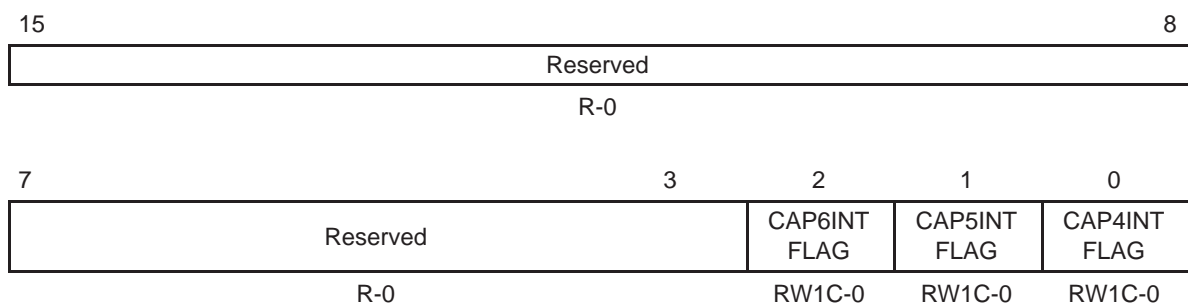 15 8
Reserved
R-0
7 3 2 1 0
Reserved CAP6INT FLAG CAP5INT FLAG CAP4INT FLAG
R-0 RW1C-0 RW1C-0 RW1C-0